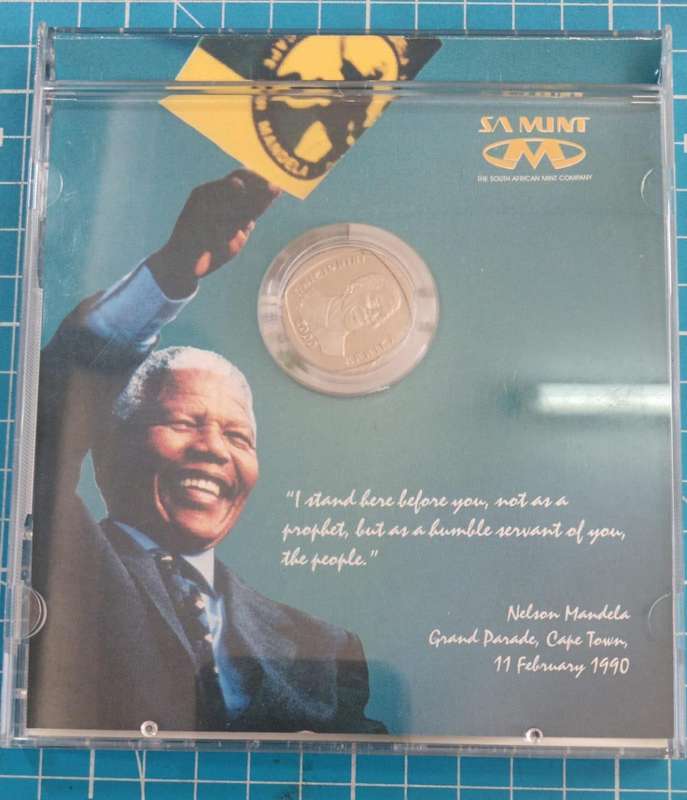 MANDELA
SA MINT
THE SOUTH AFRICAN MINT COMPANY
"I stand here before you, not as a
prophet, but as a humble servant of you,
the people."
Nelson Mandela
Grand Parade, Cape Town,
11 February 1990